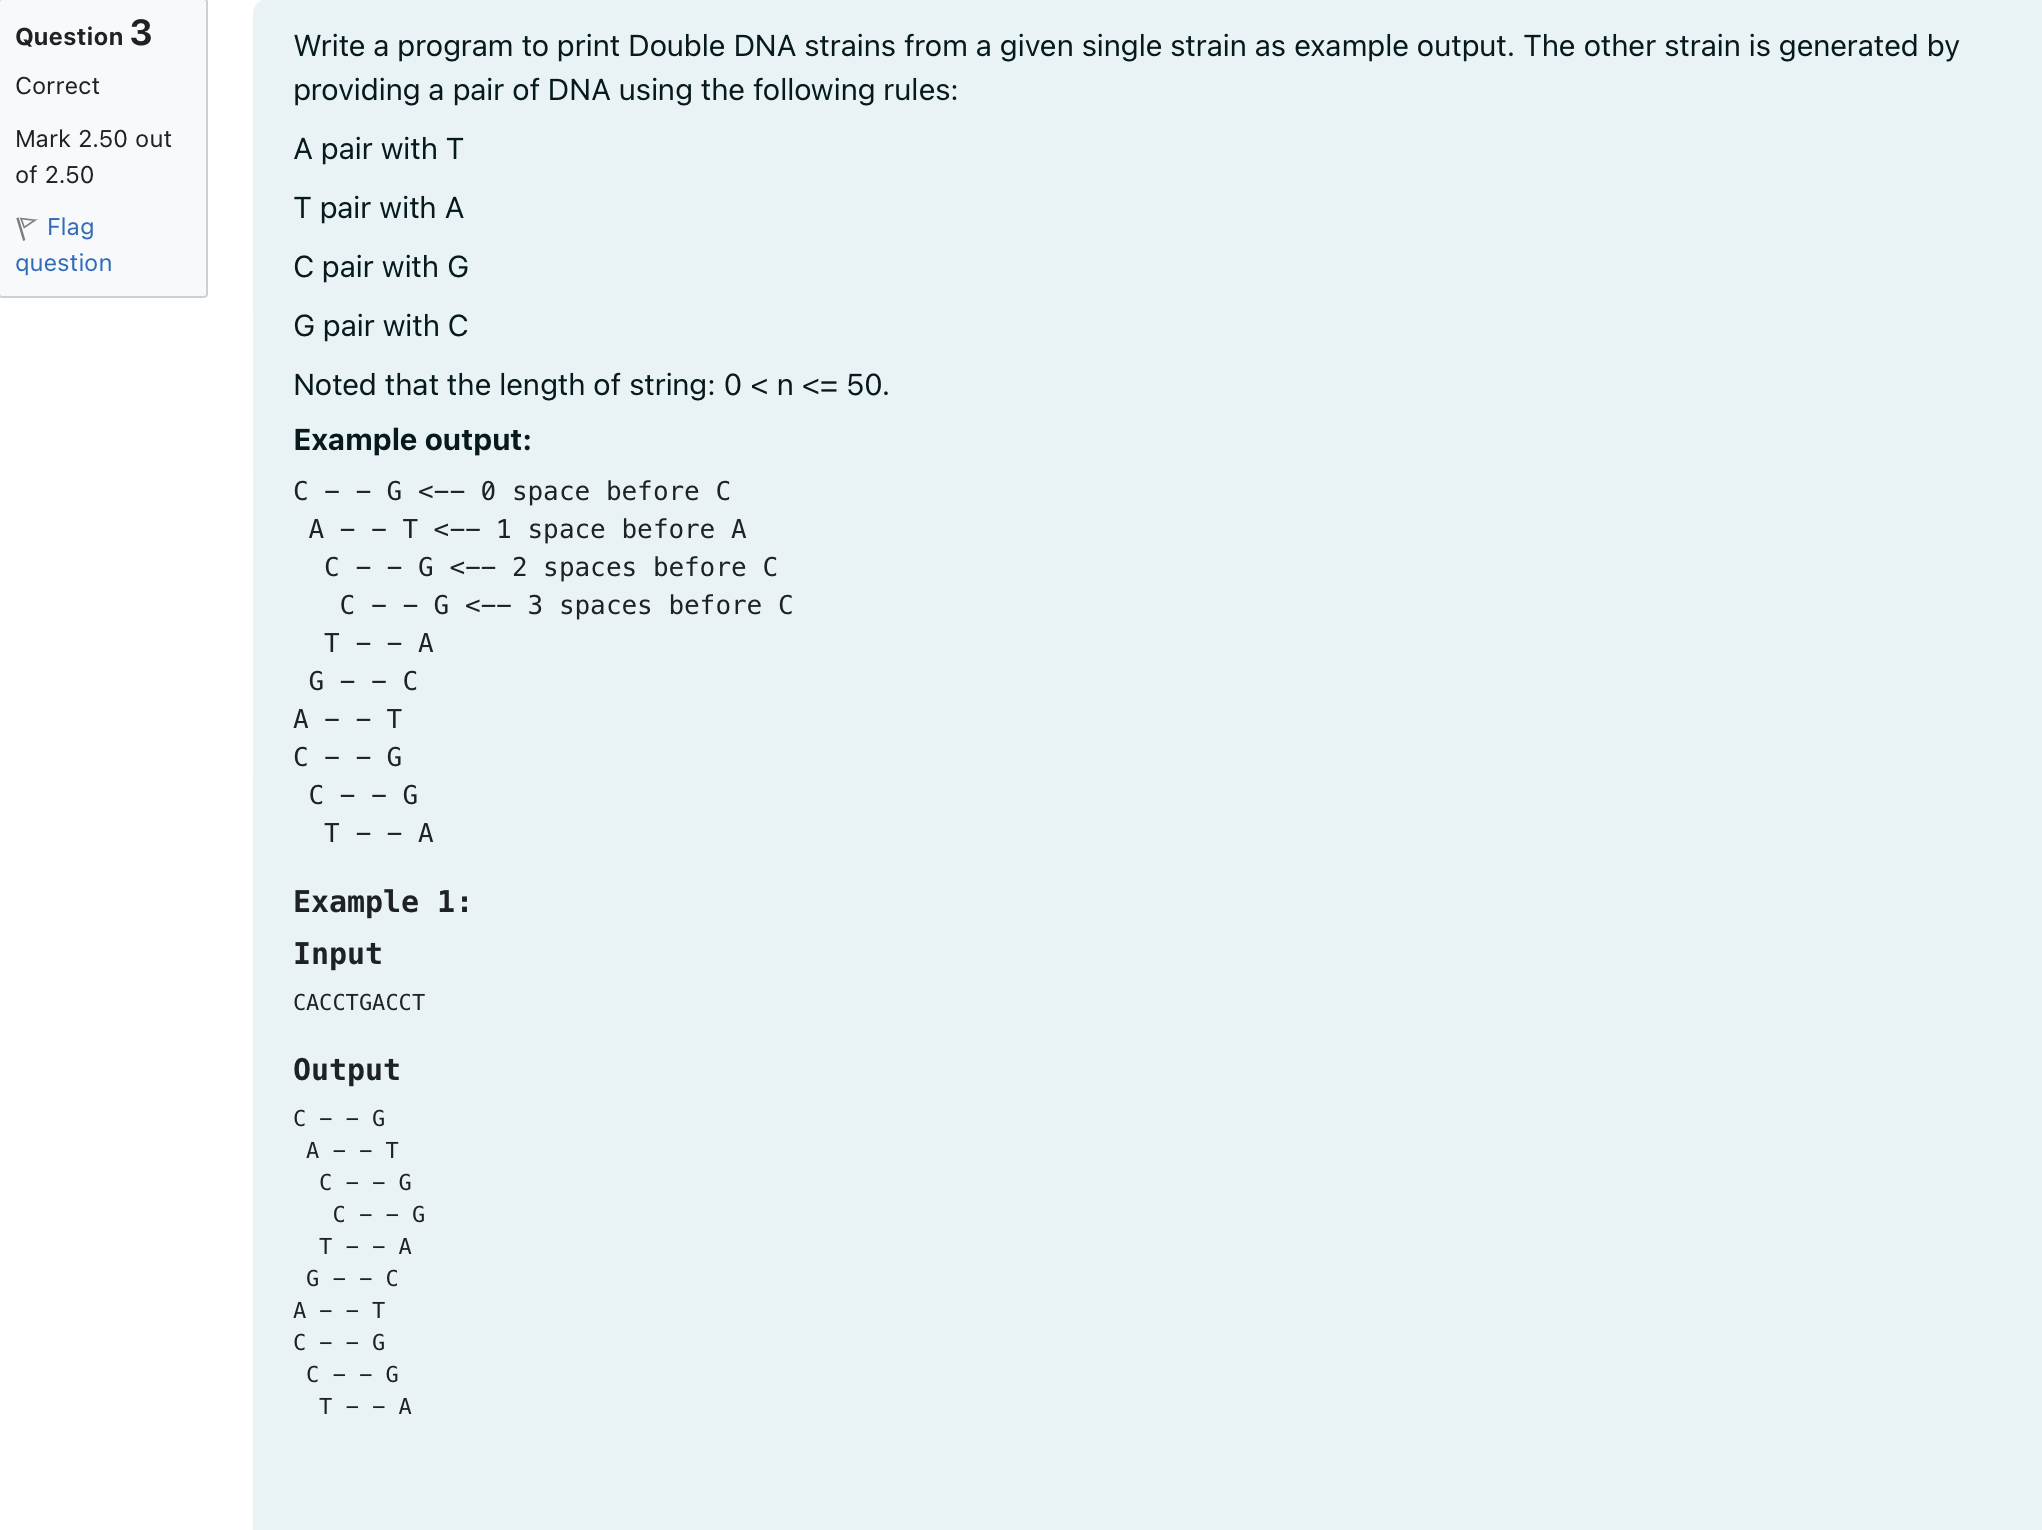 Question 3
Correct
Mark 2.50 out
of 2.50
Flag
question
Write a program to print Double DNA strains from a given single strain as example output. The other strain is generated by
providing a pair of DNA using the following rules:
A pair with T
T pair with A
C pair with G
G pair with C
Noted that the length of string: 0 < n <= 50.
Example output:
C - - G <-- 0 space before C
 A - - T <-- 1 space before A
  C - - G <-- 2 spaces before C
   C - - G <-- 3 spaces before C
  T - - A
 G - - C
A - - T
C - - G
 C - - G
  T - - A
Example 1:
Input
CACCTGACCT
Output
C - - G
 A - - T
  C - - G
   C - - G
  T - - A
 G - - C
A - - T
C - - G
 C - - G
  T - - A